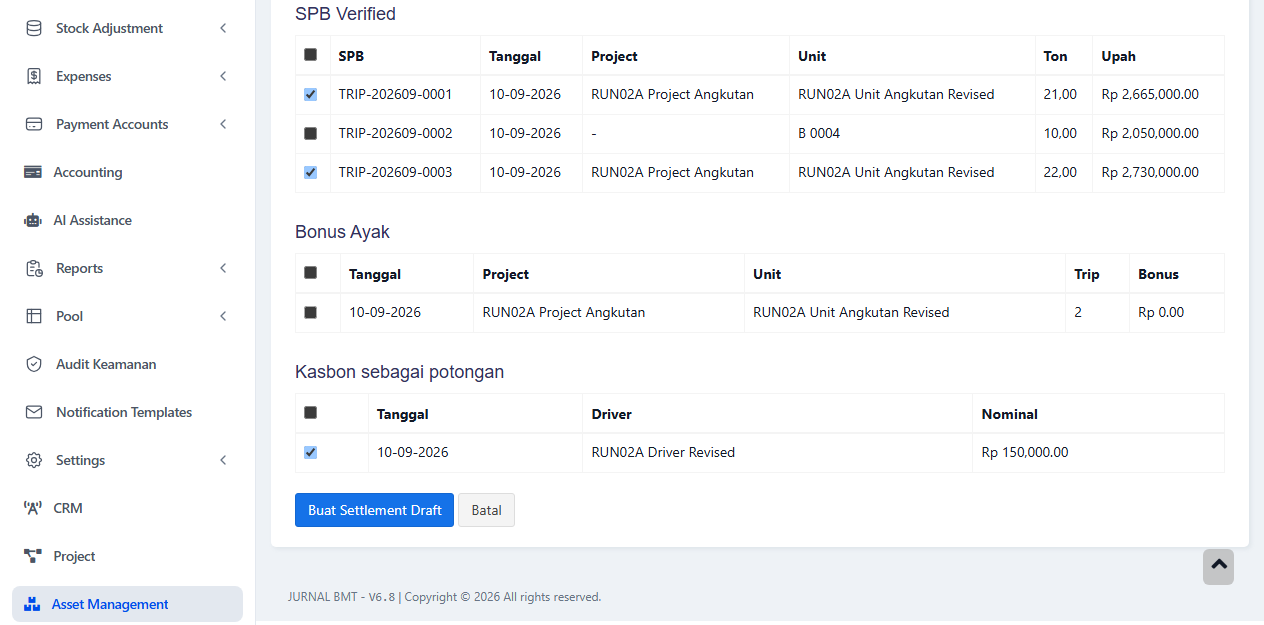 Stock Adjustment
Expenses
Payment Accounts
Accounting
AI Assistance
Reports
Pool
Audit Keamanan
Notification Templates
Settings
CRM
Project
Asset Management
SPB Verified
SPB Tanggal Project Unit Ton Upah
TRIP-202609-0001 10-09-2026 RUN02A Project Angkutan RUN02A Unit Angkutan Revised 21,00 Rp 2,665,000.00
TRIP-202609-0002 10-09-2026 - B 0004 10,00 Rp 2,050,000.00
TRIP-202609-0003 10-09-2026 RUN02A Project Angkutan RUN02A Unit Angkutan Revised 22,00 Rp 2,730,000.00
Bonus Ayak
Tanggal Project Unit Trip Bonus
10-09-2026 RUN02A Project Angkutan RUN02A Unit Angkutan Revised 2 Rp 0.00
Kasbon sebagai potongan
Tanggal Driver Nominal
10-09-2026 RUN02A Driver Revised Rp 150,000.00
Buat Settlement Draft Batal
JURNAL BMT - V6.8 | Copyright © 2026 All rights reserved.